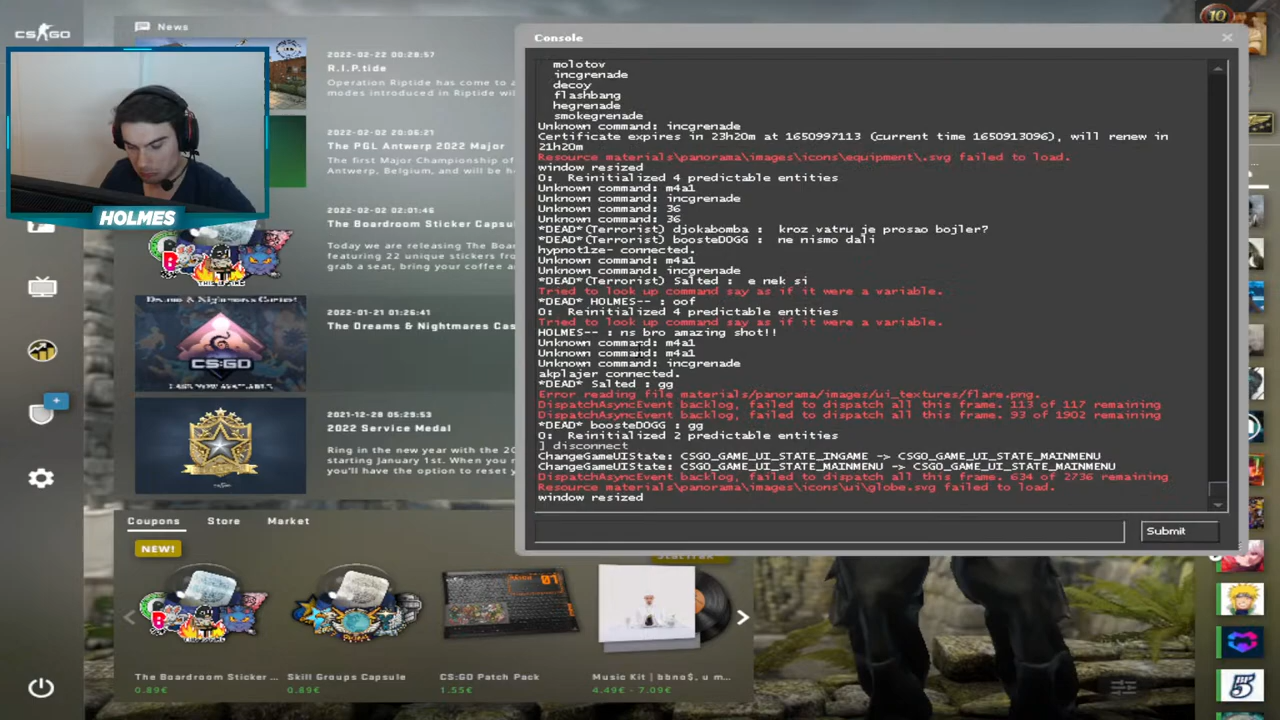 CS:GO
News
10
2022-02-22 00:28:57
R.I.P.tide
Operation Riptide has come to a
modes introduced in Riptide wil
2022-02-02 20:06:21
The PGL Antwerp 2022 Major
The first Major Championship of
Antwerp, Belgium, and will be h
HOLMES
2022-02-02 02:01:46
The Boardroom Sticker Capsu
Today we are releasing The Boa
featuring 22 unique stickers fro
grab a seat, bring your coffee a
Dreams & Nightmares
CS:GO
2022-01-21 01:26:41
The Dreams & Nightmares Cas
2021-12-28 05:25:53
2022 Service Medal
Ring in the new year with the 20
starting January 1st. When you r
you'll have the option to reset y
Console
molotov
incgrenade
decoy
flashbang
hegrenade
smokegrenade
Unknown command: incgrenade
Certificate expires in 23h20m at 1650997113 (current time 1650913096), will renew in
21h20m
Resource materials\panorama\images\icons\equipment\.svg failed to load.
window resized
0:  Reinitialized 4 predictable entities
Unknown command: m4a1
Unknown command: incgrenade
Unknown command: 36
Unknown command: 36
*DEAD*(Terrorist) djokabomba :  kroz vatru je prosao bojler?
*DEAD*(Terrorist) boosteDOGG :  ne nismo dali
hypnot1ze- connected.
Unknown command: m4a1
Unknown command: incgrenade
*DEAD*(Terrorist) Salted :  e nek si
Tried to look up command say as if it were a variable.
*DEAD* HOLMES-- : oof
0:  Reinitialized 4 predictable entities
Tried to look up command say as if it were a variable.
HOLMES-- : ns bro amazing shot!!
Unknown command: m4a1
Unknown command: m4a1
Unknown command: incgrenade
akplajer connected.
*DEAD* Salted : gg
Error reading file materials/panorama/images/ui_textures/flare.png.
DispatchAsyncEvent backlog, failed to dispatch all this frame. 113 of 117 remaining
DispatchAsyncEvent backlog, failed to dispatch all this frame. 93 of 1902 remaining
*DEAD* boosteDOGG : gg
0:  Reinitialized 2 predictable entities
] disconnect
ChangeGameUIState: CSGO_GAME_UI_STATE_INGAME -> CSGO_GAME_UI_STATE_MAINMENU
ChangeGameUIState: CSGO_GAME_UI_STATE_MAINMENU -> CSGO_GAME_UI_STATE_MAINMENU
DispatchAsyncEvent backlog, failed to dispatch all this frame. 634 of 2736 remaining
Resource materials\panorama\images\icons\ui\globe.svg failed to load.
window resized
Submit
Coupons
Store
Market
NEW!
StatTrak
01
The Boardroom Sticker ...
0.89€
Skill Groups Capsule
0.89€
CS:GO Patch Pack
1.55€
Music Kit | bbno$, u m...
4.49€ - 7.09€